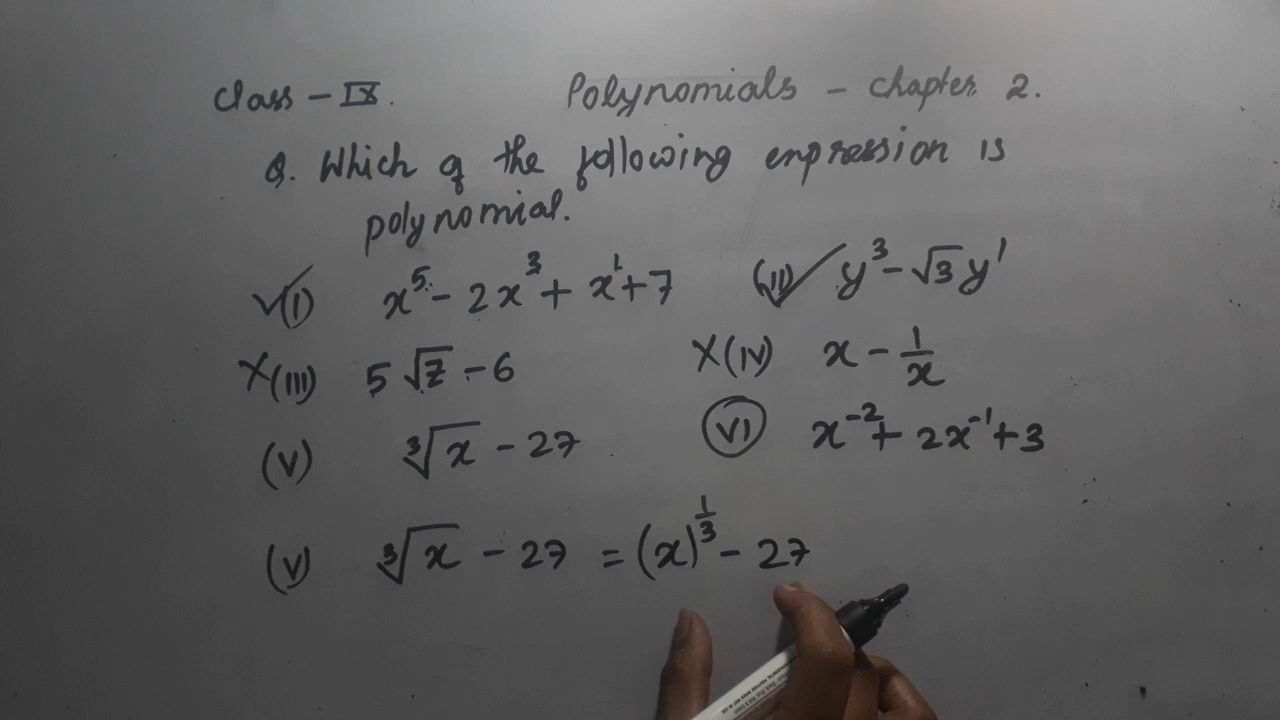 Class - IX. Polynomials - Chapter 2.
Q. Which of the following expression is
polynomial.
✓(I) x⁵ - 2x³ + x¹ + 7 (II)✓ y³ - √3 y¹
X(III) 5√z - 6 X(IV) x - 1/x
(V) ∛x - 27 (VI) x⁻² + 2x⁻¹ + 3
(V) ∛x - 27 = (x)^(1/3) - 27